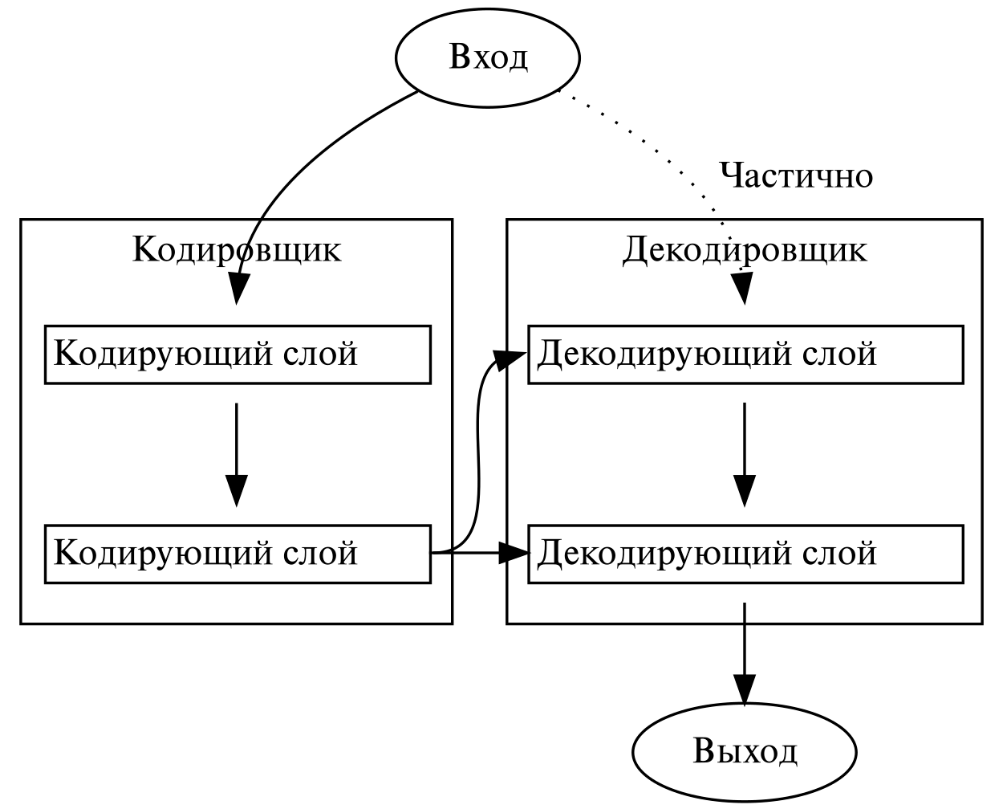 Вход
Частично
Кодировщик
Декодировщик
Кодирующий слой
Декодирующий слой
Кодирующий слой
Декодирующий слой
Выход